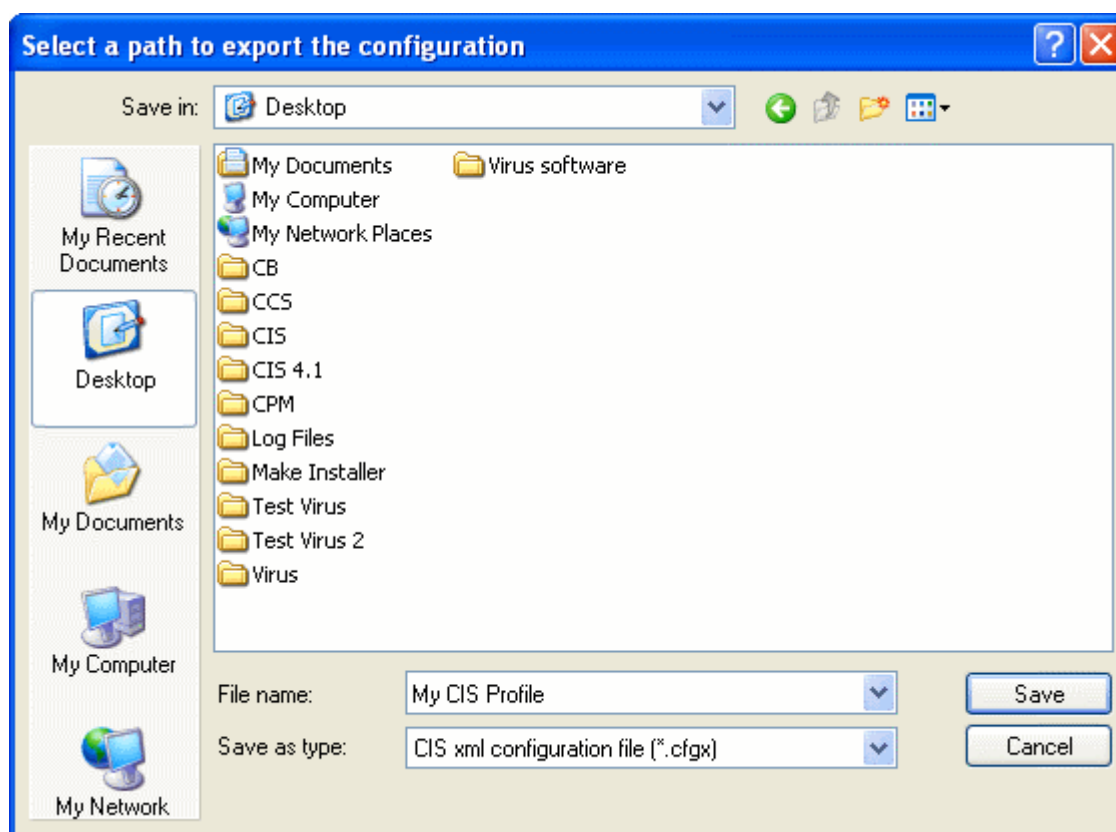 Select a path to export the configuration
Save in:
Desktop
My Recent
Documents
Desktop
My Documents
My Computer
My Network
My Documents
My Computer
My Network Places
CB
CCS
CIS
CIS 4.1
CPM
Log Files
Make Installer
Test Virus
Test Virus 2
Virus
Virus software
File name:
My CIS Profile
Save
Save as type:
CIS xml configuration file (*.cfgx)
Cancel